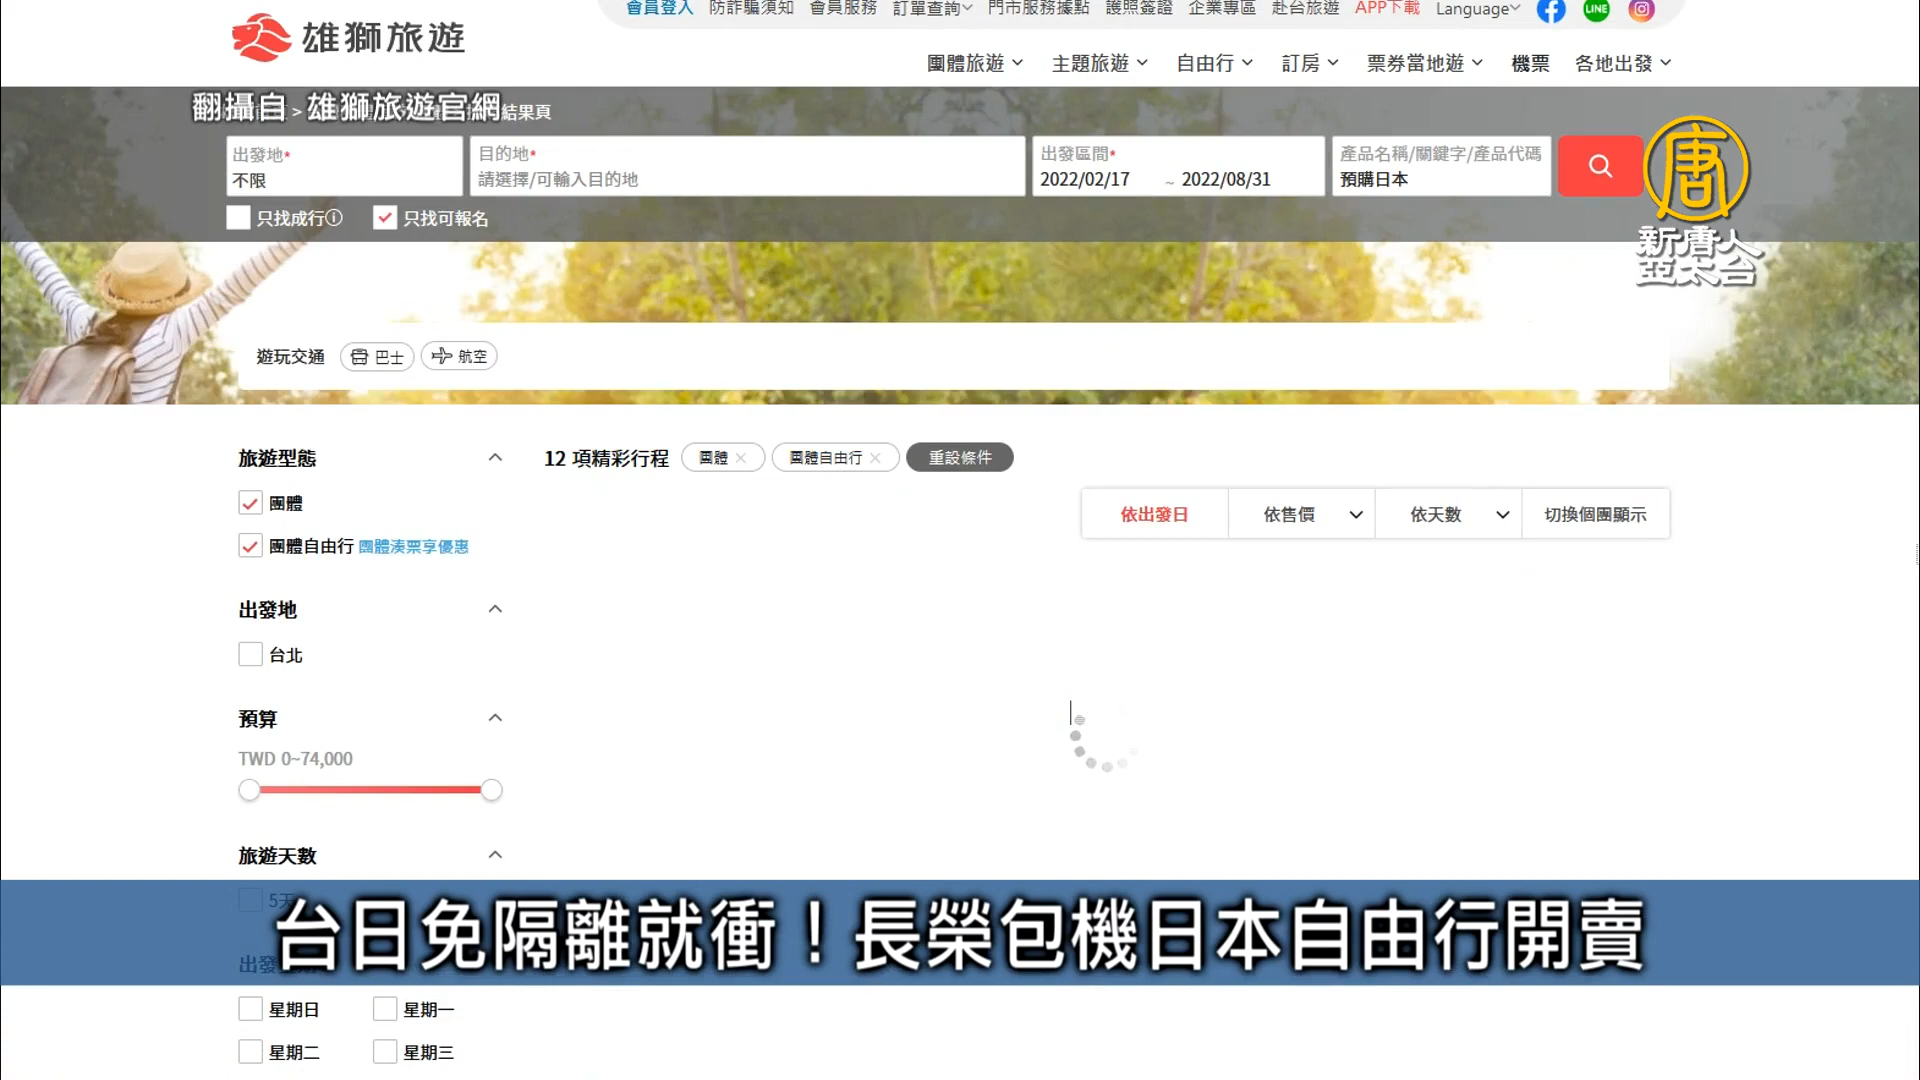 會員登入 防詐騙須知 會員服務 訂單查詢 門市服務據點 護照簽證 企業專區 赴台旅遊 APP下載 Language LINE
雄獅旅遊
團體旅遊 主題旅遊 自由行 訂房 票券當地遊 機票 各地出發
翻攝自 雄獅旅遊官網
> 結果頁
出發地* 目的地* 出發區間* 產品名稱/關鍵字/產品代碼
不限 請選擇/可輸入目的地 2022/02/17 ~ 2022/08/31 預購日本
唐
新唐人
亞太台
只找成行 只找可報名
遊玩交通 巴士 航空
旅遊型態 12 項精彩行程 團體 × 團體自由行 × 重設條件
團體
依出發日 依售價 依天數 切換個團顯示
團體自由行 團體湊票享優惠
出發地
台北
預算
TWD 0~74,000
旅遊天數
5天
台日免隔離就衝！長榮包機日本自由行開賣
星期日 星期一
星期二 星期三